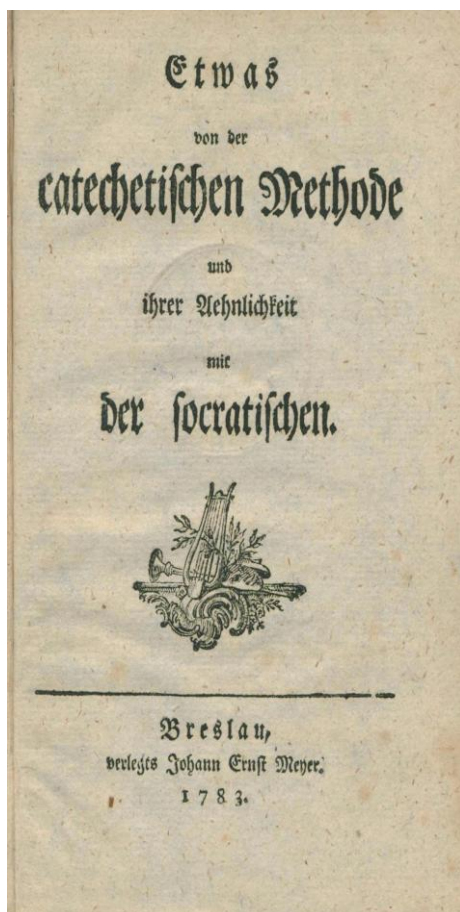 Etwas
von der
catechetischen Methode
und
ihrer Aehnlichkeit
mit
der socratischen.
Breslau,
verlegts Johann Ernst Meyer.
1783.